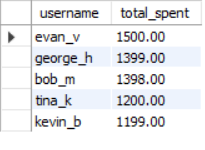 username total_spent
evan_v 1500.00
george_h 1399.00
bob_m 1398.00
tina_k 1200.00
kevin_b 1199.00